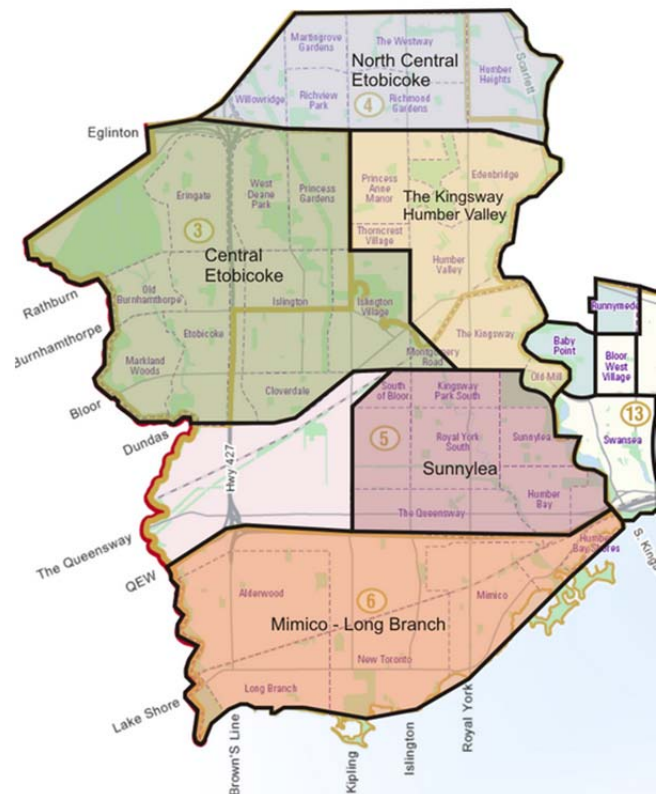 Martingrove
Gardens
The Westway
Scarlett
North Central
Etobicoke
Humber
Heights
Willowridge
Richview
Park
4
Richmond
Gardens
Eglinton
Eringate
West
Deane
Park
Princess
Gardens
Princess
Anne
Manor
Edenbridge
The Kingsway
Humber Valley
3
Thorncrest
Village
Central
Etobicoke
Humber
Valley
Rathburn
Old
Burnhamthorpe
Islington
Islington
Village
Runnymede
Burnhamthorpe
Etobicoke
The Kingsway
Baby
Point
Bloor
West
Village
Montgomery
Road
Markland
Woods
Old Mill
Bloor
Cloverdale
South
of Bloor
Kingsway
Park South
13
Dundas
5
Royal York
South
Sunnylea
Swansea
Sunnylea
Hwy 427
Humber
Bay
The Queensway
The Queensway
S. Kings
Humber
Bay Shores
QEW
Alderwood
6
Mimico
Mimico - Long Branch
New Toronto
Long Branch
Lake Shore
Brown'S Line
Kipling
Islington
Royal York